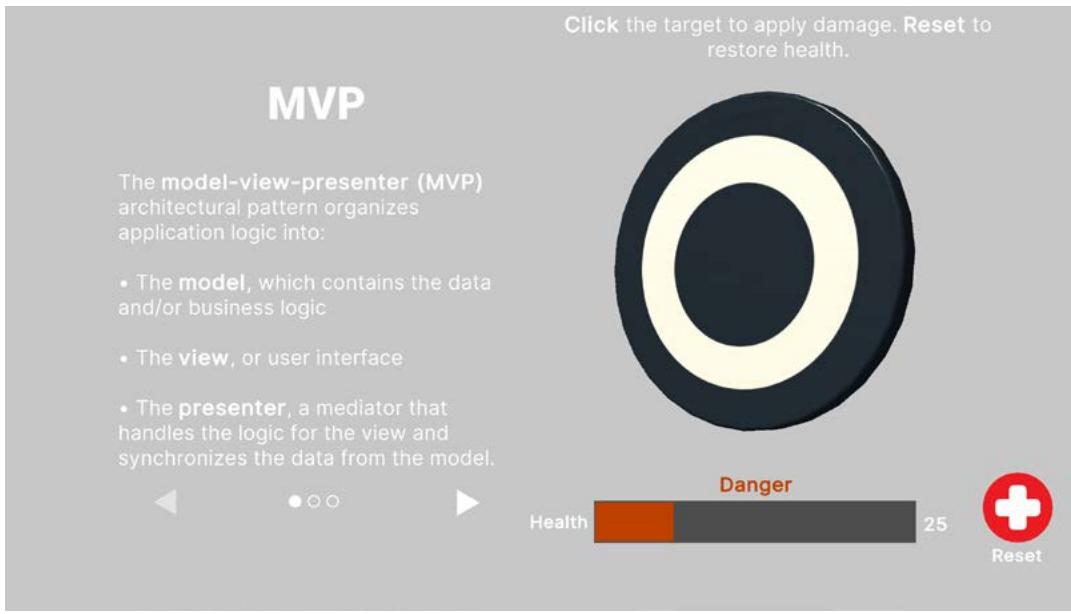 Click the target to apply damage. Reset to
restore health.
MVP
The model-view-presenter (MVP)
architectural pattern organizes
application logic into:
• The model, which contains the data
and/or business logic
• The view, or user interface
• The presenter, a mediator that
handles the logic for the view and
synchronizes the data from the model.
Danger
Health
25
Reset